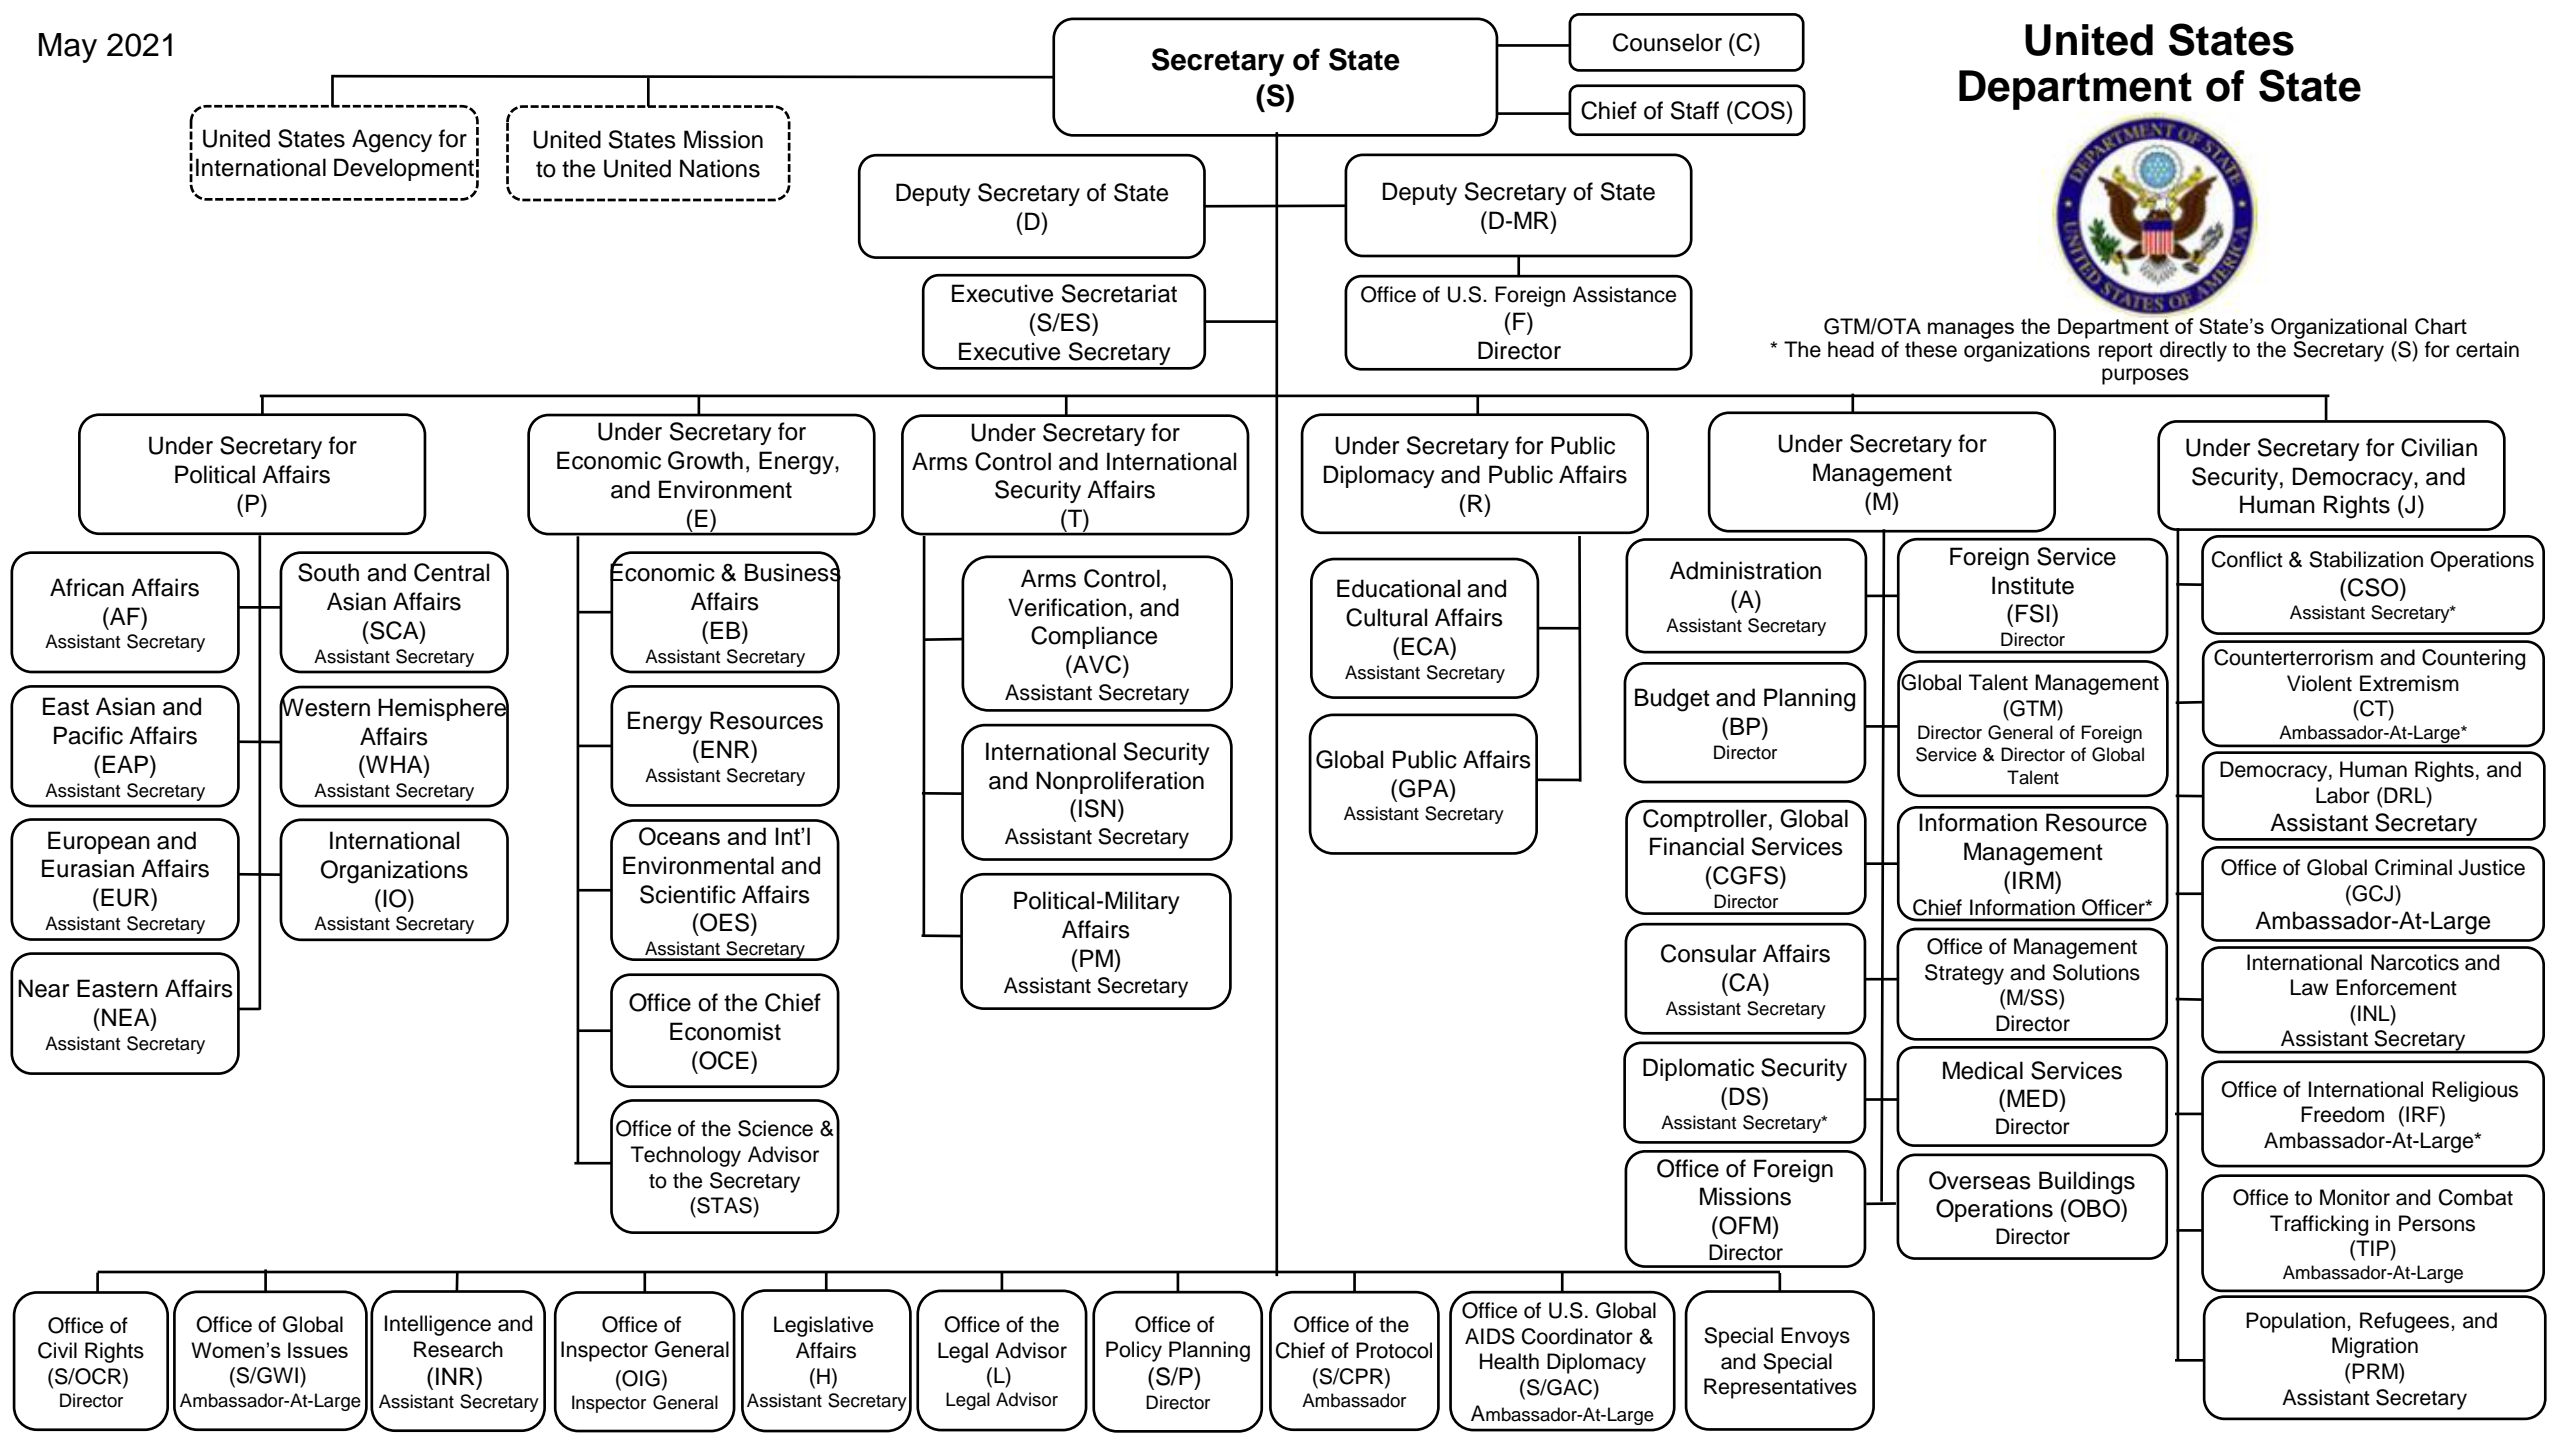 May 2021
Secretary of State
(S)
Counselor (C)
Chief of Staff (COS)
United States
Department of State
DEPARTMENT OF STATE
UNITED STATES OF AMERICA
United States Agency for
International Development
United States Mission
to the United Nations
Deputy Secretary of State
(D)
Deputy Secretary of State
(D-MR)
Executive Secretariat
(S/ES)
Executive Secretary
Office of U.S. Foreign Assistance
(F)
Director
GTM/OTA manages the Department of State’s Organizational Chart
* The head of these organizations report directly to the Secretary (S) for certain
purposes
Under Secretary for
Political Affairs
(P)
African Affairs
(AF)
Assistant Secretary
South and Central
Asian Affairs
(SCA)
Assistant Secretary
East Asian and
Pacific Affairs
(EAP)
Assistant Secretary
Western Hemisphere
Affairs
(WHA)
Assistant Secretary
European and
Eurasian Affairs
(EUR)
Assistant Secretary
International
Organizations
(IO)
Assistant Secretary
Near Eastern Affairs
(NEA)
Assistant Secretary
Under Secretary for
Economic Growth, Energy,
and Environment
(E)
Economic & Business
Affairs
(EB)
Assistant Secretary
Energy Resources
(ENR)
Assistant Secretary
Oceans and Int’l
Environmental and
Scientific Affairs
(OES)
Assistant Secretary
Office of the Chief
Economist
(OCE)
Office of the Science &
Technology Advisor
to the Secretary
(STAS)
Under Secretary for
Arms Control and International
Security Affairs
(T)
Arms Control,
Verification, and
Compliance
(AVC)
Assistant Secretary
International Security
and Nonproliferation
(ISN)
Assistant Secretary
Political-Military
Affairs
(PM)
Assistant Secretary
Under Secretary for Public
Diplomacy and Public Affairs
(R)
Educational and
Cultural Affairs
(ECA)
Assistant Secretary
Global Public Affairs
(GPA)
Assistant Secretary
Under Secretary for
Management
(M)
Administration
(A)
Assistant Secretary
Foreign Service
Institute
(FSI)
Director
Budget and Planning
(BP)
Director
Global Talent Management
(GTM)
Director General of Foreign
Service & Director of Global
Talent
Comptroller, Global
Financial Services
(CGFS)
Director
Information Resource
Management
(IRM)
Chief Information Officer*
Consular Affairs
(CA)
Assistant Secretary
Office of Management
Strategy and Solutions
(M/SS)
Director
Diplomatic Security
(DS)
Assistant Secretary*
Medical Services
(MED)
Director
Office of Foreign
Missions
(OFM)
Director
Overseas Buildings
Operations (OBO)
Director
Under Secretary for Civilian
Security, Democracy, and
Human Rights (J)
Conflict & Stabilization Operations
(CSO)
Assistant Secretary*
Counterterrorism and Countering
Violent Extremism
(CT)
Ambassador-At-Large*
Democracy, Human Rights, and
Labor (DRL)
Assistant Secretary
Office of Global Criminal Justice
(GCJ)
Ambassador-At-Large
International Narcotics and
Law Enforcement
(INL)
Assistant Secretary
Office of International Religious
Freedom (IRF)
Ambassador-At-Large*
Office to Monitor and Combat
Trafficking in Persons
(TIP)
Ambassador-At-Large
Population, Refugees, and
Migration
(PRM)
Assistant Secretary
Office of
Civil Rights
(S/OCR)
Director
Office of Global
Women’s Issues
(S/GWI)
Ambassador-At-Large
Intelligence and
Research
(INR)
Assistant Secretary
Office of
Inspector General
(OIG)
Inspector General
Legislative
Affairs
(H)
Assistant Secretary
Office of the
Legal Advisor
(L)
Legal Advisor
Office of
Policy Planning
(S/P)
Director
Office of the
Chief of Protocol
(S/CPR)
Ambassador
Office of U.S. Global
AIDS Coordinator &
Health Diplomacy
(S/GAC)
Ambassador-At-Large
Special Envoys
and Special
Representatives